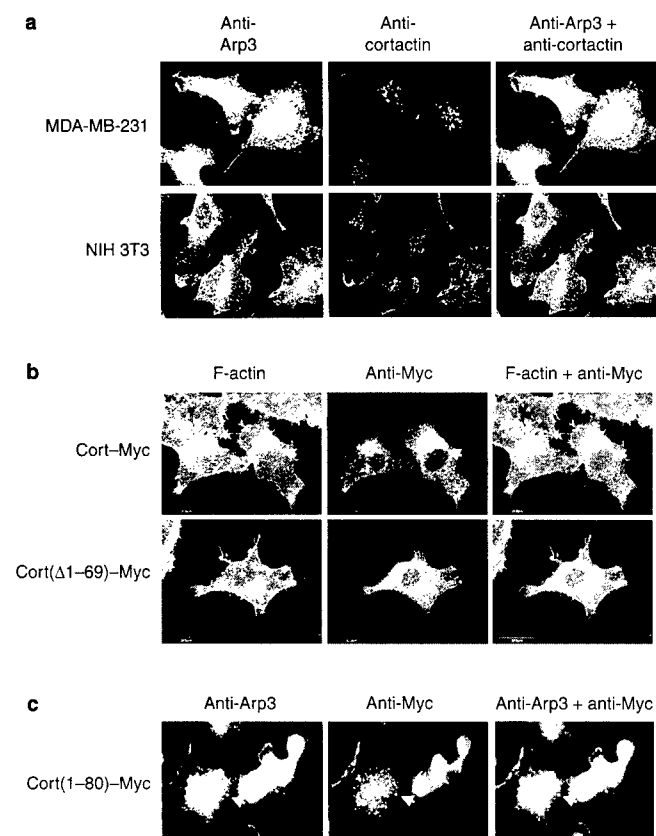 a
Anti-
Arp3
Anti-
cortactin
Anti-Arp3 +
anti-cortactin
MDA-MB-231
NIH 3T3
b
F-actin
Anti-Myc
F-actin + anti-Myc
Cort–Myc
Cort(Δ1–69)–Myc
c
Anti-Arp3
Anti-Myc
Anti-Arp3 + anti-Myc
Cort(1–80)–Myc